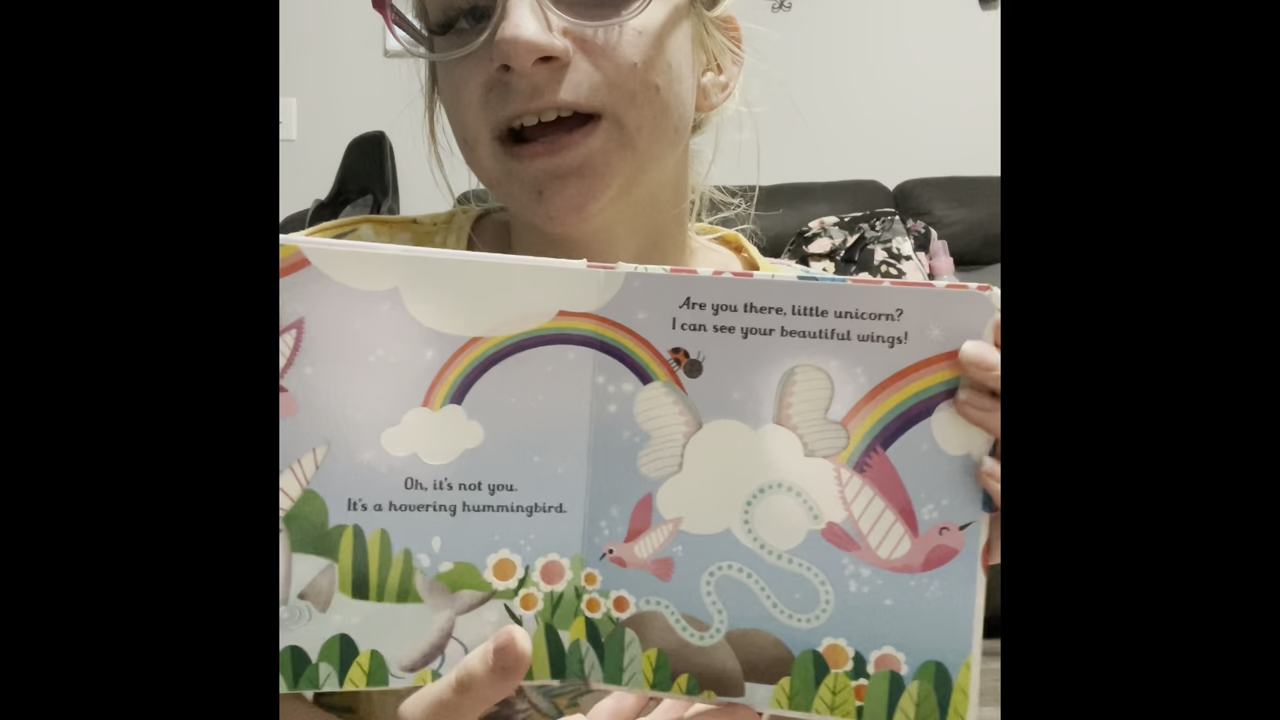 Oh, it's not you.
It's a hovering hummingbird.
Are you there, little unicorn?
I can see your beautiful wings!